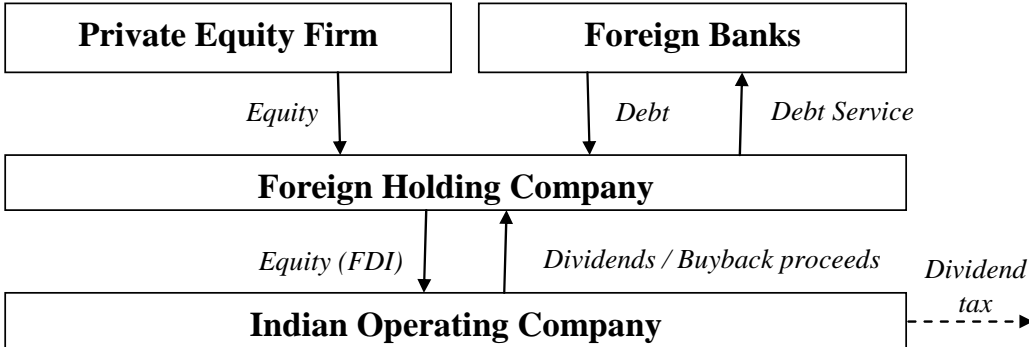 Private Equity Firm
Foreign Banks
Equity
Debt
Debt Service
Foreign Holding Company
Equity (FDI)
Dividends / Buyback proceeds
Dividend
tax
Indian Operating Company